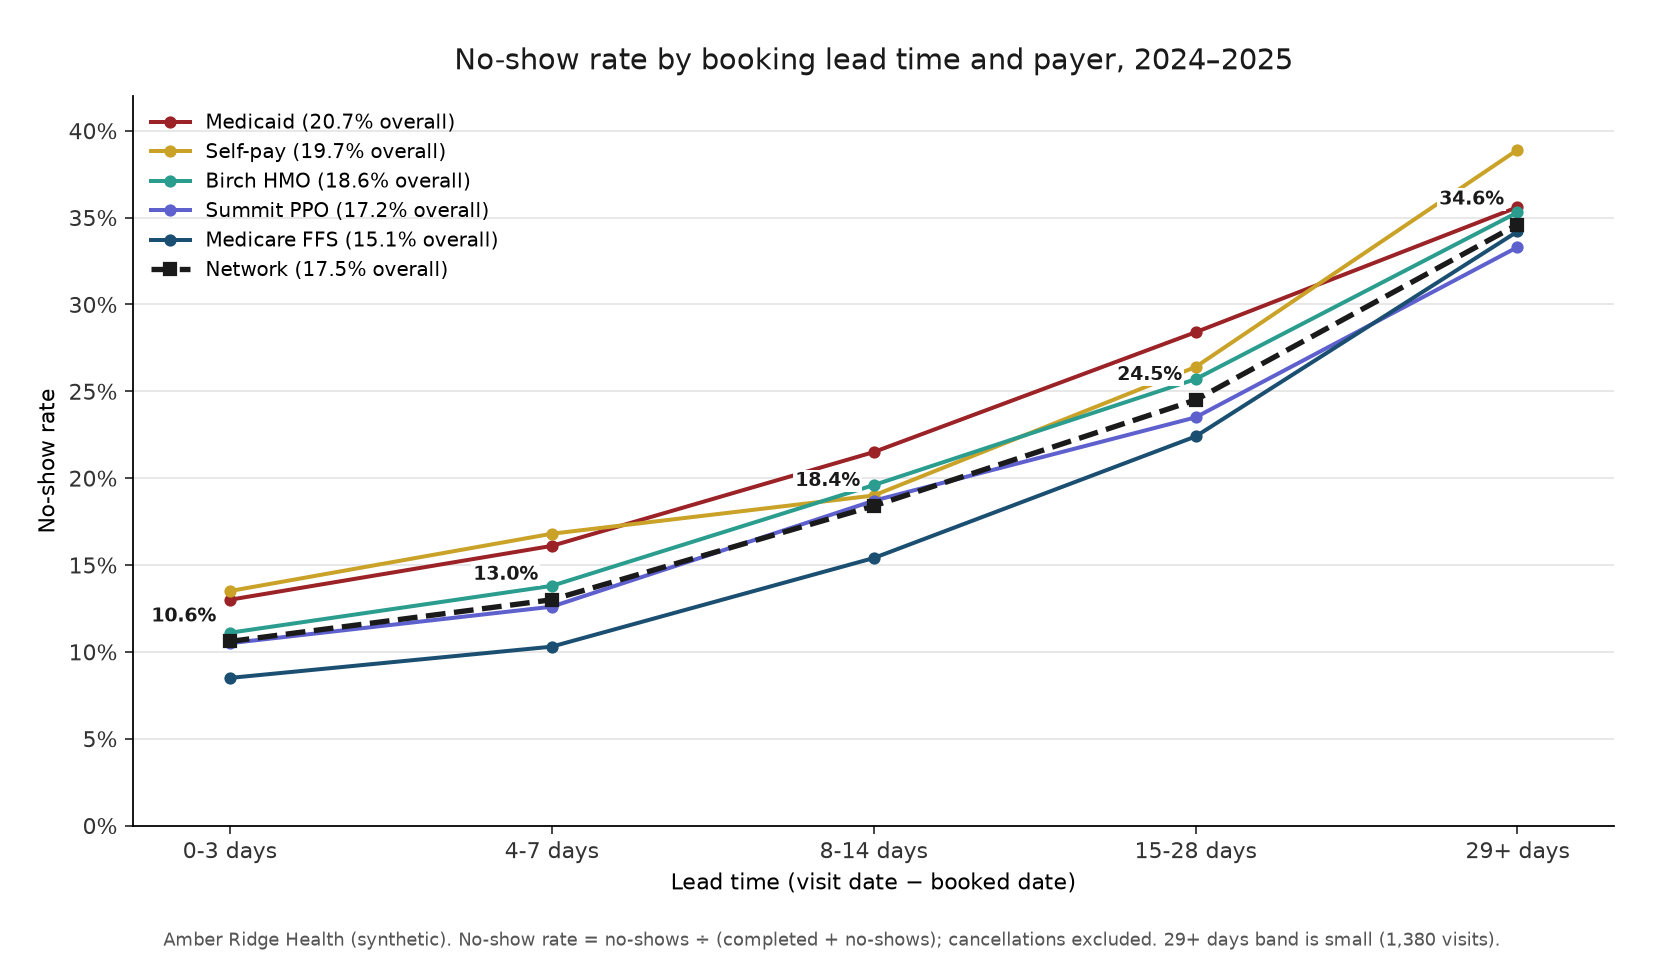 No-show rate by booking lead time and payer, 2024–2025
Medicaid (20.7% overall)
Self-pay (19.7% overall)
Birch HMO (18.6% overall)
Summit PPO (17.2% overall)
Medicare FFS (15.1% overall)
Network (17.5% overall)
40%
35%
30%
25%
20%
15%
10%
5%
0%
No-show rate
10.6%
13.0%
18.4%
24.5%
34.6%
0-3 days
4-7 days
8-14 days
15-28 days
29+ days
Lead time (visit date − booked date)
Amber Ridge Health (synthetic). No-show rate = no-shows ÷ (completed + no-shows); cancellations excluded. 29+ days band is small (1,380 visits).